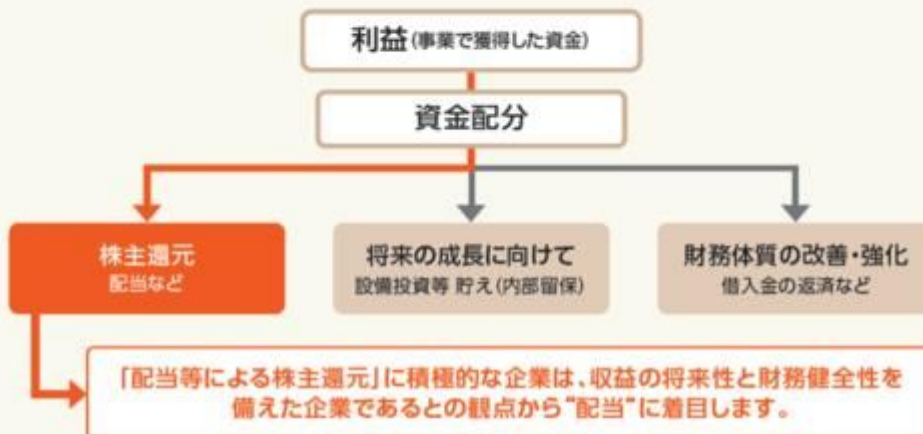 利益(事業で獲得した資金)
資金配分
株主還元
配当など
将来の成長に向けて
設備投資等 貯え(内部留保)
財務体質の改善・強化
借入金の返済など
「配当等による株主還元」に積極的な企業は、収益の将来性と財務健全性を
備えた企業であるとの観点から“配当”に着目します。